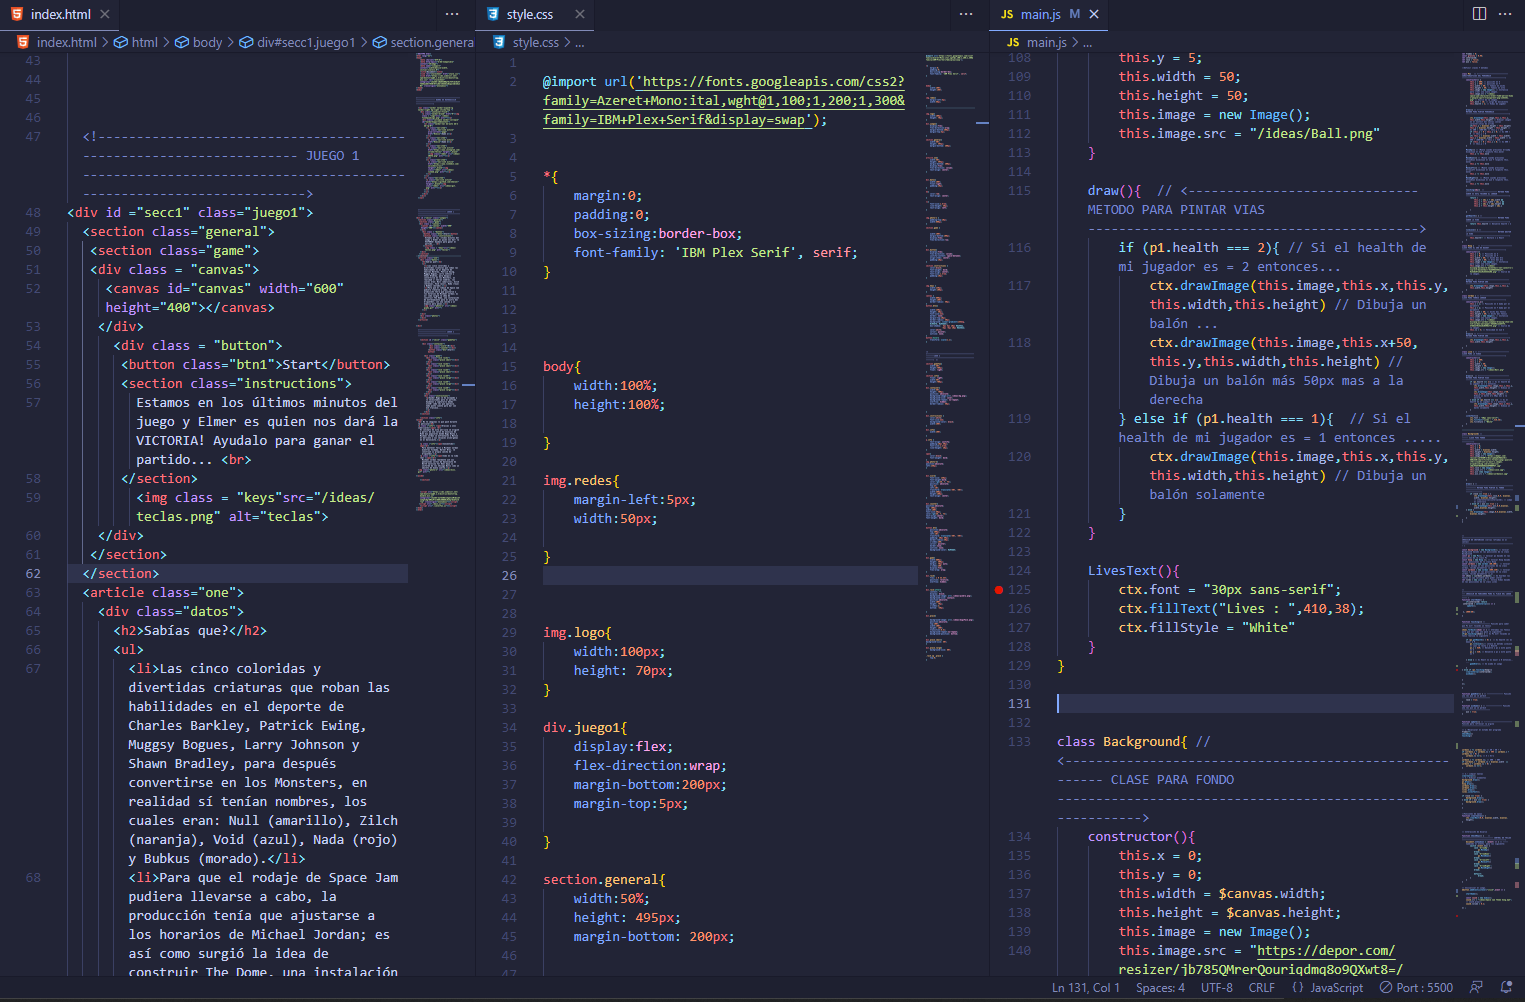 index.html
index.html > html > body > div#secc1.juego1 > section.genera
43
44
45
46
47 <!----------------------------------------
---------------------------- JUEGO 1
------------------------------------------
------------------------------>
48 <div id ="secc1" class="juego1">
49 <section class="general">
50 <section class="game">
51 <div class = "canvas">
52 <canvas id="canvas" width="600"
height="400"></canvas>
53 </div>
54 <div class = "button">
55 <button class="btn1">Start</button>
56 <section class="instructions">
57 Estamos en los últimos minutos del
juego y Elmer es quien nos dará la
VICTORIA! Ayudalo para ganar el
partido... <br>
58 </section>
59 <img class = "keys"src="/ideas/
teclas.png" alt="teclas">
60 </div>
61 </section>
62 </section>
63 <article class="one">
64 <div class="datos">
65 <h2>Sabías que?</h2>
66 <ul>
67 <li>Las cinco coloridas y
divertidas criaturas que roban las
habilidades en el deporte de
Charles Barkley, Patrick Ewing,
Muggsy Bogues, Larry Johnson y
Shawn Bradley, para después
convertirse en los Monsters, en
realidad sí tenían nombres, los
cuales eran: Null (amarillo), Zilch
(naranja), Void (azul), Nada (rojo)
y Bubkus (morado).</li>
68 <li>Para que el rodaje de Space Jam
pudiera llevarse a cabo, la
producción tenía que ajustarse a
los horarios de Michael Jordan; es
así como surgió la idea de
construir The Dome, una instalación
style.css
style.css > ...
1
2 @import url('https://fonts.googleapis.com/css2?
family=Azeret+Mono:ital,wght@1,100;1,200;1,300&
family=IBM+Plex+Serif&display=swap');
3
4
5 *{
6 margin:0;
7 padding:0;
8 box-sizing:border-box;
9 font-family: 'IBM Plex Serif', serif;
10 }
11
12
13
14
15 body{
16 width:100%;
17 height:100%;
18
19 }
20
21 img.redes{
22 margin-left:5px;
23 width:50px;
24
25 }
26
27
28
29 img.logo{
30 width:100px;
31 height: 70px;
32 }
33
34 div.juego1{
35 display:flex;
36 flex-direction:wrap;
37 margin-bottom:200px;
38 margin-top:5px;
39
40 }
41
42 section.general{
43 width:50%;
44 height: 495px;
45 margin-bottom: 200px;
46
47
JS main.js M
JS main.js > ...
108 this.y = 5;
109 this.width = 50;
110 this.height = 50;
111 this.image = new Image();
112 this.image.src = "/ideas/Ball.png"
113 }
114
115 draw(){ // <------------------------------
METODO PARA PINTAR VIAS
------------------------------------------->
116 if (p1.health === 2){ // Si el health de
mi jugador es = 2 entonces...
117 ctx.drawImage(this.image,this.x,this.y,
this.width,this.height) // Dibuja un
balón ...
118 ctx.drawImage(this.image,this.x+50,
this.y,this.width,this.height) //
Dibuja un balón más 50px mas a la
derecha
119 } else if (p1.health === 1){ // Si el
health de mi jugador es = 1 entonces .....
120 ctx.drawImage(this.image,this.x,this.y,
this.width,this.height) // Dibuja un
balón solamente
121 }
122 }
123
124 LivesText(){
125 ctx.font = "30px sans-serif";
126 ctx.fillText("Lives : ",410,38);
127 ctx.fillStyle = "White"
128 }
129 }
130
131
132
133 class Background{ //
<--------------------------------------------------
------ CLASE PARA FONDO
---------------------------------------------------
----------->
134 constructor(){
135 this.x = 0;
136 this.y = 0;
137 this.width = $canvas.width;
138 this.height = $canvas.height;
139 this.image = new Image();
140 this.image.src = "https://depor.com/
resizer/jb785QMrerQouriqdmq8o9QXwt8=/
Ln 131, Col 1 Spaces: 4 UTF-8 CRLF {} JavaScript Port : 5500